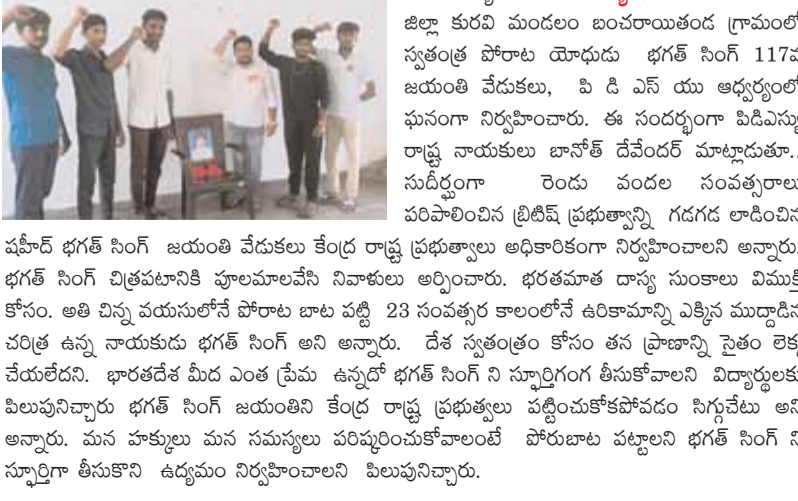 జిల్లా కురవి మండలం బంచరాయితండ గ్రామంలో
స్వతంత్ర పోరాట యోధుడు భగత్ సింగ్ 117వ
జయంతి వేడుకలు, పి డి ఎస్ యు ఆధ్వర్యంలో
ఘనంగా నిర్వహించారు. ఈ సందర్భంగా పిడిఎస్యు
రాష్ట్ర నాయకులు బానోత్ దేవేందర్ మాట్లాడుతూ..
సుదీర్ఘంగా రెండు వందల సంవత్సరాలు
పరిపాలించిన బ్రిటిష్ ప్రభుత్వాన్ని గడగడ లాడించిన
షహీద్ భగత్ సింగ్ జయంతి వేడుకలు కేంద్ర రాష్ట్ర ప్రభుత్వాలు అధికారికంగా నిర్వహించాలని అన్నారు.
భగత్ సింగ్ చిత్రపటానికి పూలమాలవేసి నివాళులు అర్పించారు. భరతమాత దాస్య సుంకాలు విముక్తి
కోసం. అతి చిన్న వయసులోనే పోరాట బాట పట్టి 23 సంవత్సర కాలంలోనే ఉరికామాన్ని ఎక్కిన ముద్దాడిన
చరిత్ర ఉన్న నాయకుడు భగత్ సింగ్ అని అన్నారు. దేశ స్వతంత్రం కోసం తన ప్రాణాన్ని సైతం లెక్క
చేయలేదని. భారతదేశ మీద ఎంత ప్రేమ ఉన్నదో భగత్ సింగ్ ని స్ఫూర్తిగంగ తీసుకోవాలని విద్యార్థులకు
పిలుపునిచ్చారు భగత్ సింగ్ జయంతిని కేంద్ర రాష్ట్ర ప్రభుత్వలు పట్టించుకోకపోవడం సిగ్గుచేటు అని
అన్నారు. మన హక్కులు మన సమస్యలు పరిష్కరించుకోవాలంటే పోరుబాట పట్టాలని భగత్ సింగ్ ని
స్ఫూర్తిగా తీసుకొని ఉద్యమం నిర్వహించాలని పిలుపునిచ్చారు.